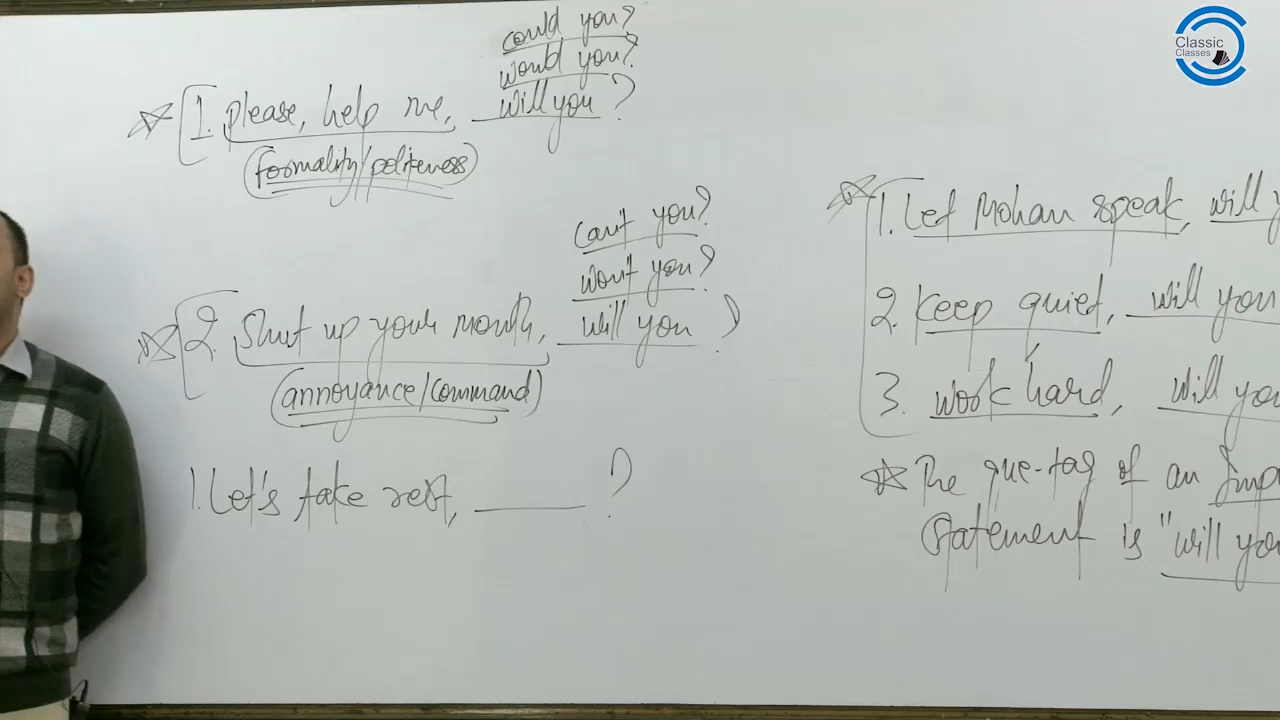 could you?
would you?
1. please, help me, will you?
(formality/politeness)
can't you?
won't you?
2. Shut up your mouth, will you ?
(annoyance/command)
1. Let's take rest, ______ ?
Classic
Classes
1. Let Mohan speak, will y
2. Keep quiet, will you
3. work hard, will you
The que-tag of an Imp
statement is "will you